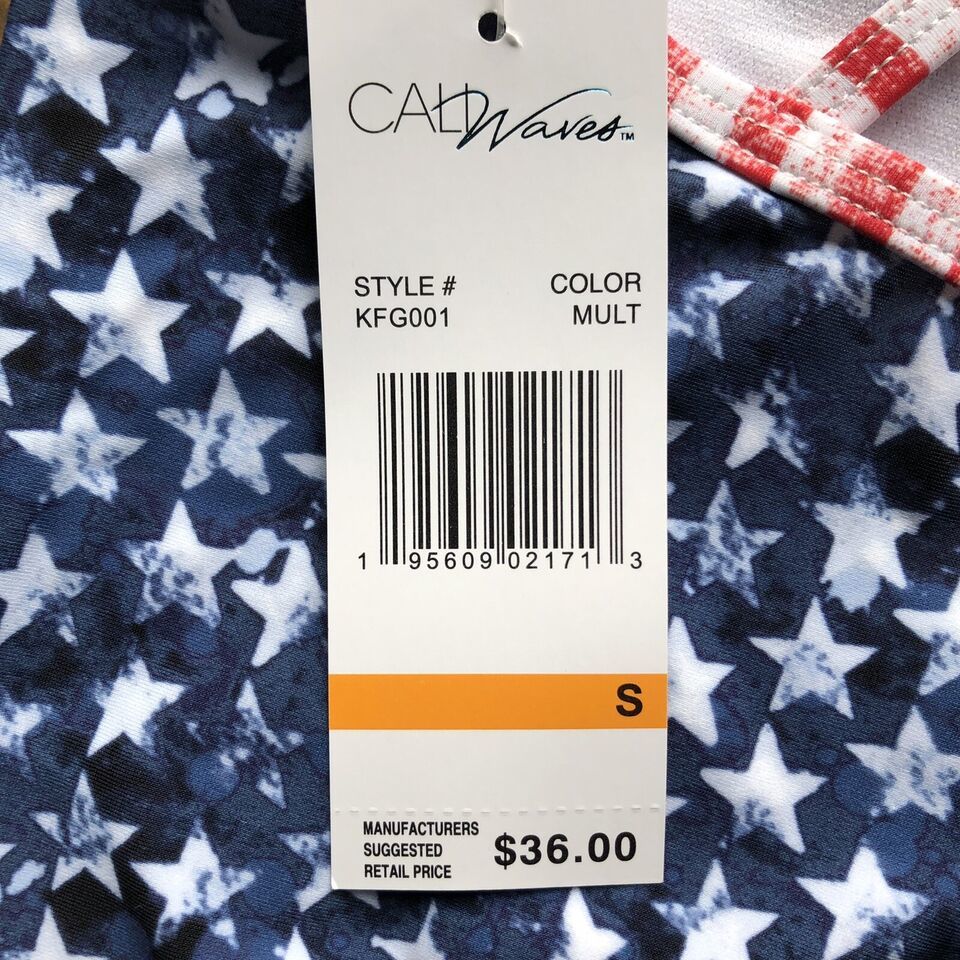 CALI Waves™
STYLE # COLOR
KFG001 MULT
1 95609 02171 3
S
MANUFACTURERS
SUGGESTED
RETAIL PRICE
$36.00